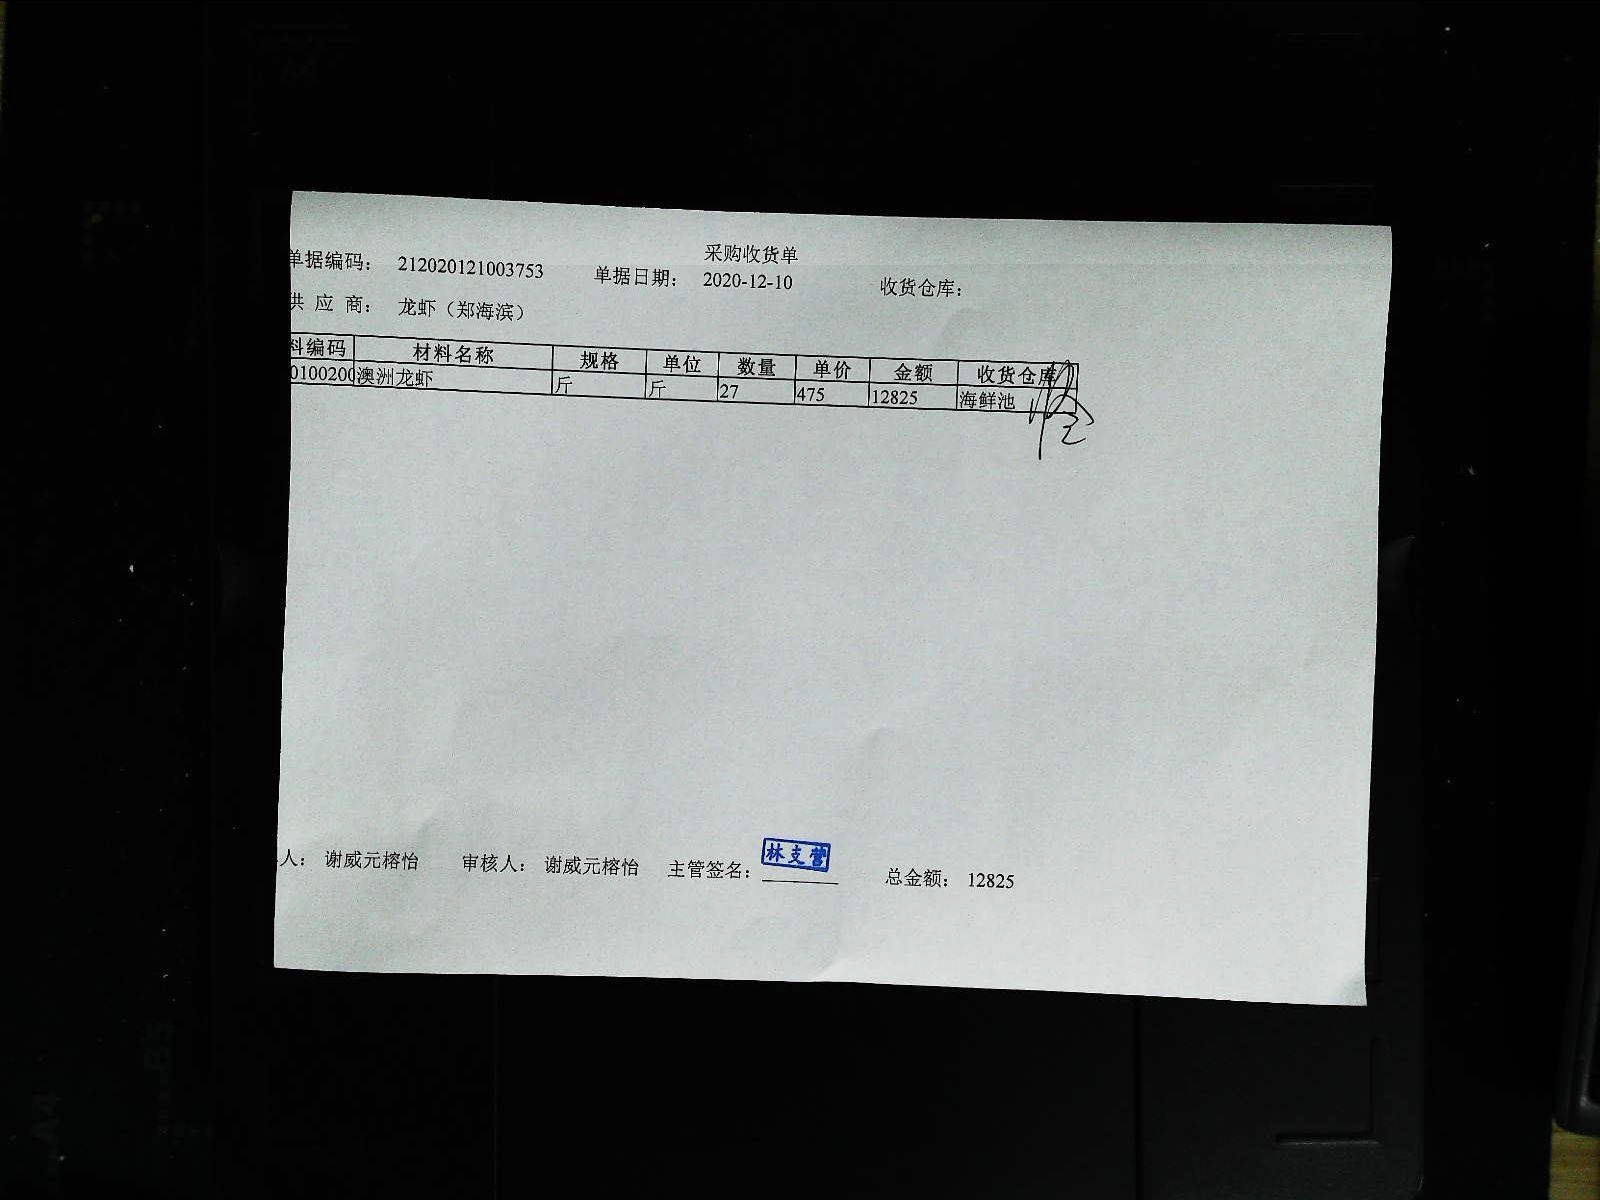 采购收货单
单据编码： 212020121003753 单据日期： 2020-12-10 收货仓库：
供 应 商： 龙虾（郑海滨）
料编码 材料名称 规格 单位 数量 单价 金额 收货仓库
0100200 澳洲龙虾 斤 斤 27 475 12825 海鲜池
人： 谢威元榕怡 审核人： 谢威元榕怡 主管签名： 林支营 总金额： 12825